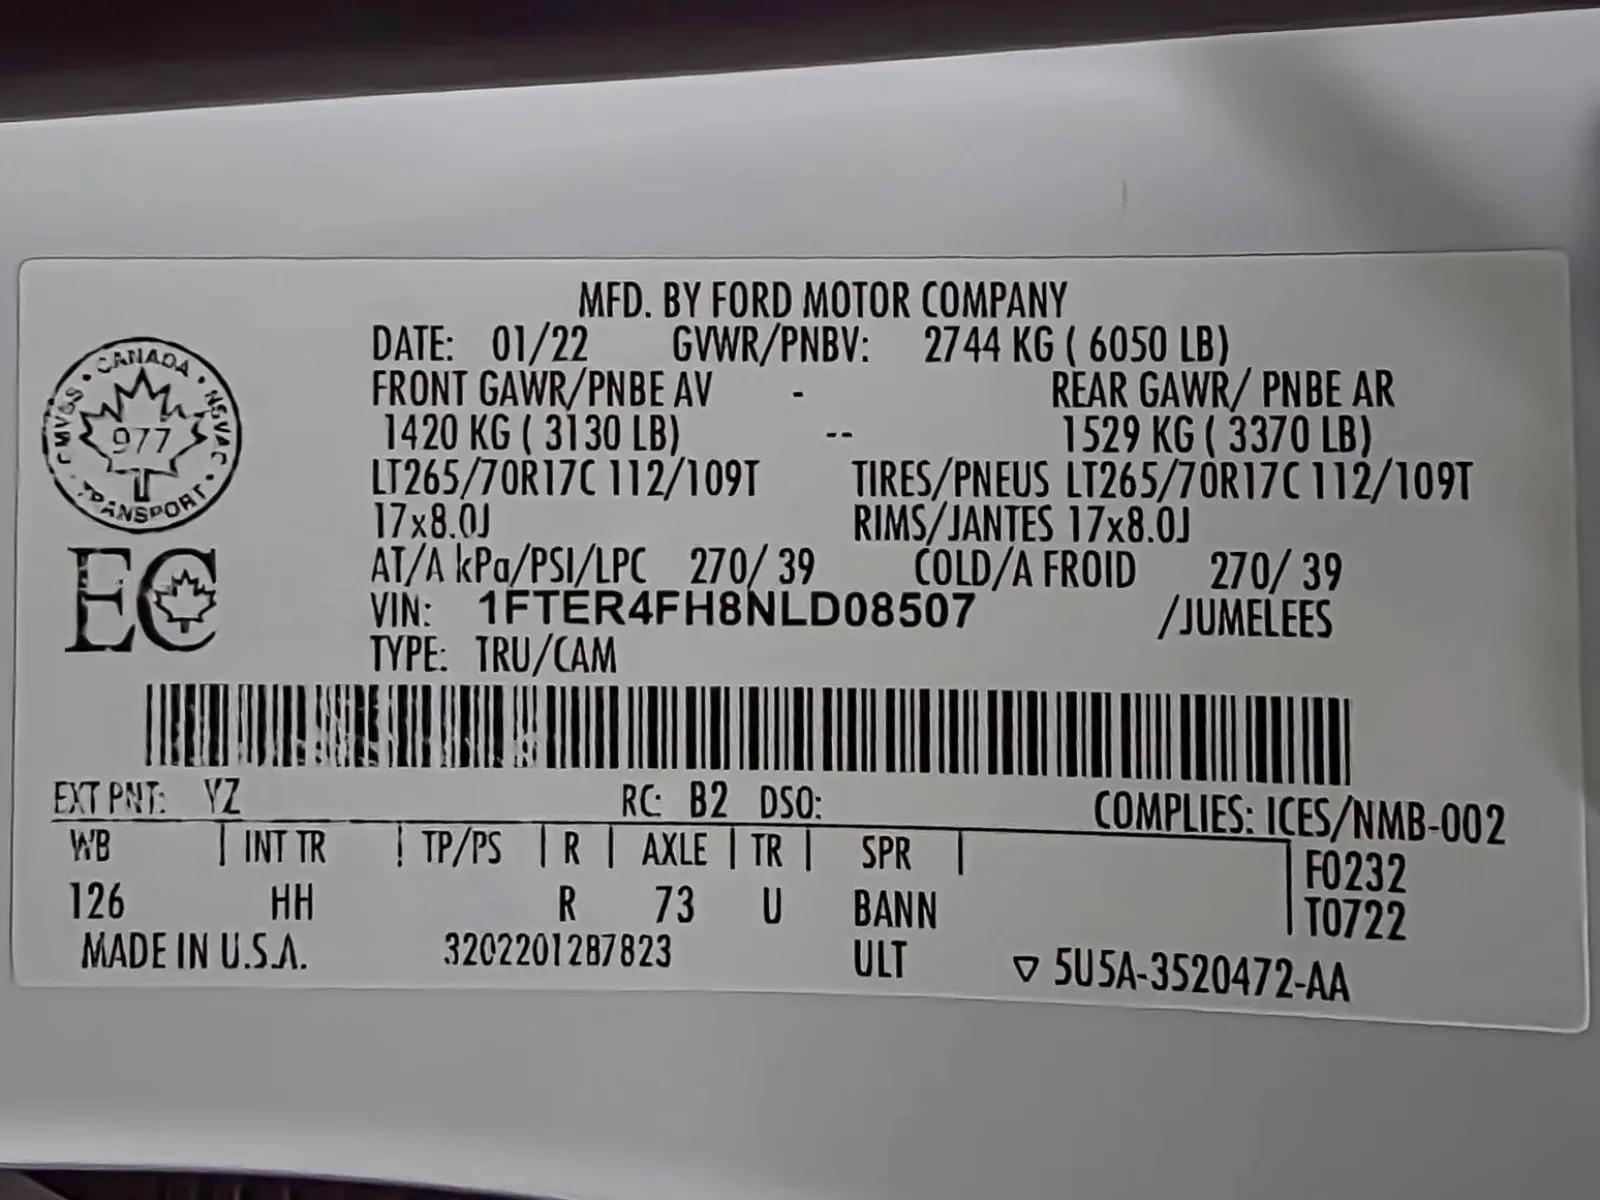 MFD. BY FORD MOTOR COMPANY
DATE: 01/22 GVWR/PNBV: 2744 KG ( 6050 LB)
FRONT GAWR/PNBE AV - REAR GAWR/ PNBE AR
1420 KG ( 3130 LB) -- 1529 KG ( 3370 LB)
LT265/70R17C 112/109T TIRES/PNEUS LT265/70R17C 112/109T
17x8.0J RIMS/JANTES 17x8.0J
AT/A kPa/PSI/LPC 270/ 39 COLD/A FROID 270/ 39
VIN: 1FTER4FH8NLD08507 /JUMELEES
TYPE: TRU/CAM
CANADA · NSVAC · TRANSPORT · CMVSS ·
977
EC
EXT PNT: YZ RC: B2 DSO: COMPLIES: ICES/NMB-002
WB | INT TR | TP/PS | R | AXLE | TR | SPR | F0232
126 HH R 73 U BANN T0722
MADE IN U.S.A. 3202201287823 ULT ▽ 5U5A-3520472-AA